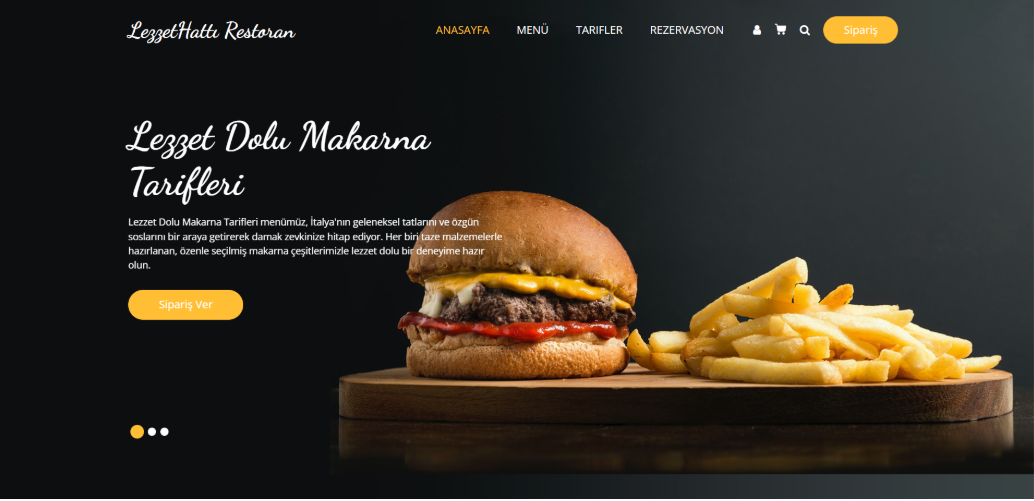 LezzetHattı Restoran
ANASAYFA MENÜ TARIFLER REZERVASYON
Sipariş
Lezzet Dolu Makarna
Tarifleri
Lezzet Dolu Makarna Tarifleri menümüz, İtalya'nın geleneksel tatlarını ve özgün
soslarını bir araya getirerek damak zevkinize hitap ediyor. Her biri taze malzemelerle
hazırlanan, özenle seçilmiş makarna çeşitlerimizle lezzet dolu bir deneyime hazır
olun.
Sipariş Ver